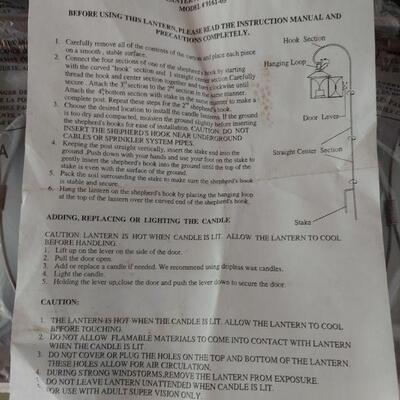 LANTERN
MODEL #9161-05
BEFORE USING THIS LANTERN, PLEASE READ THE INSTRUCTION MANUAL AND
PRECAUTIONS COMPLETELY.
1. Carefully remove all of the contents of the carton and place each piece
on a smooth, stable surface.
2. Connect the four sections of one of the shepherd's hook by starting
with the curved "hook" section and 1 straight center section. Carefully
thread the hook and center section together and turn clockwise until
secure. Attach the 3rd section to the 2nd section in the same manner.
Attach the bottom section with stake in the same manner to make a
complete post. Repeat these steps for the 2nd shepherd's hook.
3. Choose the desired location to install the candle lanterns. If the ground
is too dry and compacted, moisten the ground slightly before inserting
the shepherd's hooks for ease of installation. CAUTION: DO NOT
INSERT THE SHEPHERD'S HOOK NEAR UNDERGROUND
CABLES OR SPRINKLER SYSTEM PIPES.
4. Keeping the post straight vertically, insert the stake end into the
ground. Push down with your hands and use your foot on the stake to
gently insert the shepherd's hook into the ground until the top of the
stake is even with the surface of the ground.
5. Pack the soil surrounding the stake to make sure the shepherd's hook
is stable and secure.
6. Hang the lantern on the shepherd's hook by placing the hanging loop
at the top of the lantern over the curved end of the shepherd's hook.
Hook Section
Hanging Loop
Door Lever
Straight Center Section
Stake
ADDING, REPLACING OR LIGHTING THE CANDLE
CAUTION: LANTERN IS HOT WHEN CANDLE IS LIT. ALLOW THE LANTERN TO COOL
BEFORE HANDLING.
1. Lift up on the lever on the side of the door.
2. Pull the door open.
3. Add or replace a candle if needed. We recommend using dripless wax candles.
4. Light the candle.
5. Holding the lever up, close the door and push the lever down to secure the door.
CAUTION:
1. THE LANTERN IS HOT WHEN THE CANDLE IS LIT. ALLOW THE LANTERN TO COOL
BEFORE TOUCHING.
2. DO NOT ALLOW FLAMABLE MATERIALS TO COME INTO CONTACT WITH LANTERN
WHEN THE CANDLE IS LIT.
3. DO NOT COVER OR PLUG THE HOLES ON THE TOP AND BOTTOM OF THE LANTERN.
THESE HOLES ALLOW FOR AIR CIRCULATION.
4. DURING STRONG WINDSTORMS, REMOVE THE LANTERN FROM EXPOSURE.
5. DO NOT LEAVE LANTERN UNATTENDED WHEN CANDLE IS LIT.
FOR USE WITH ADULT SUPER VISION ONLY.